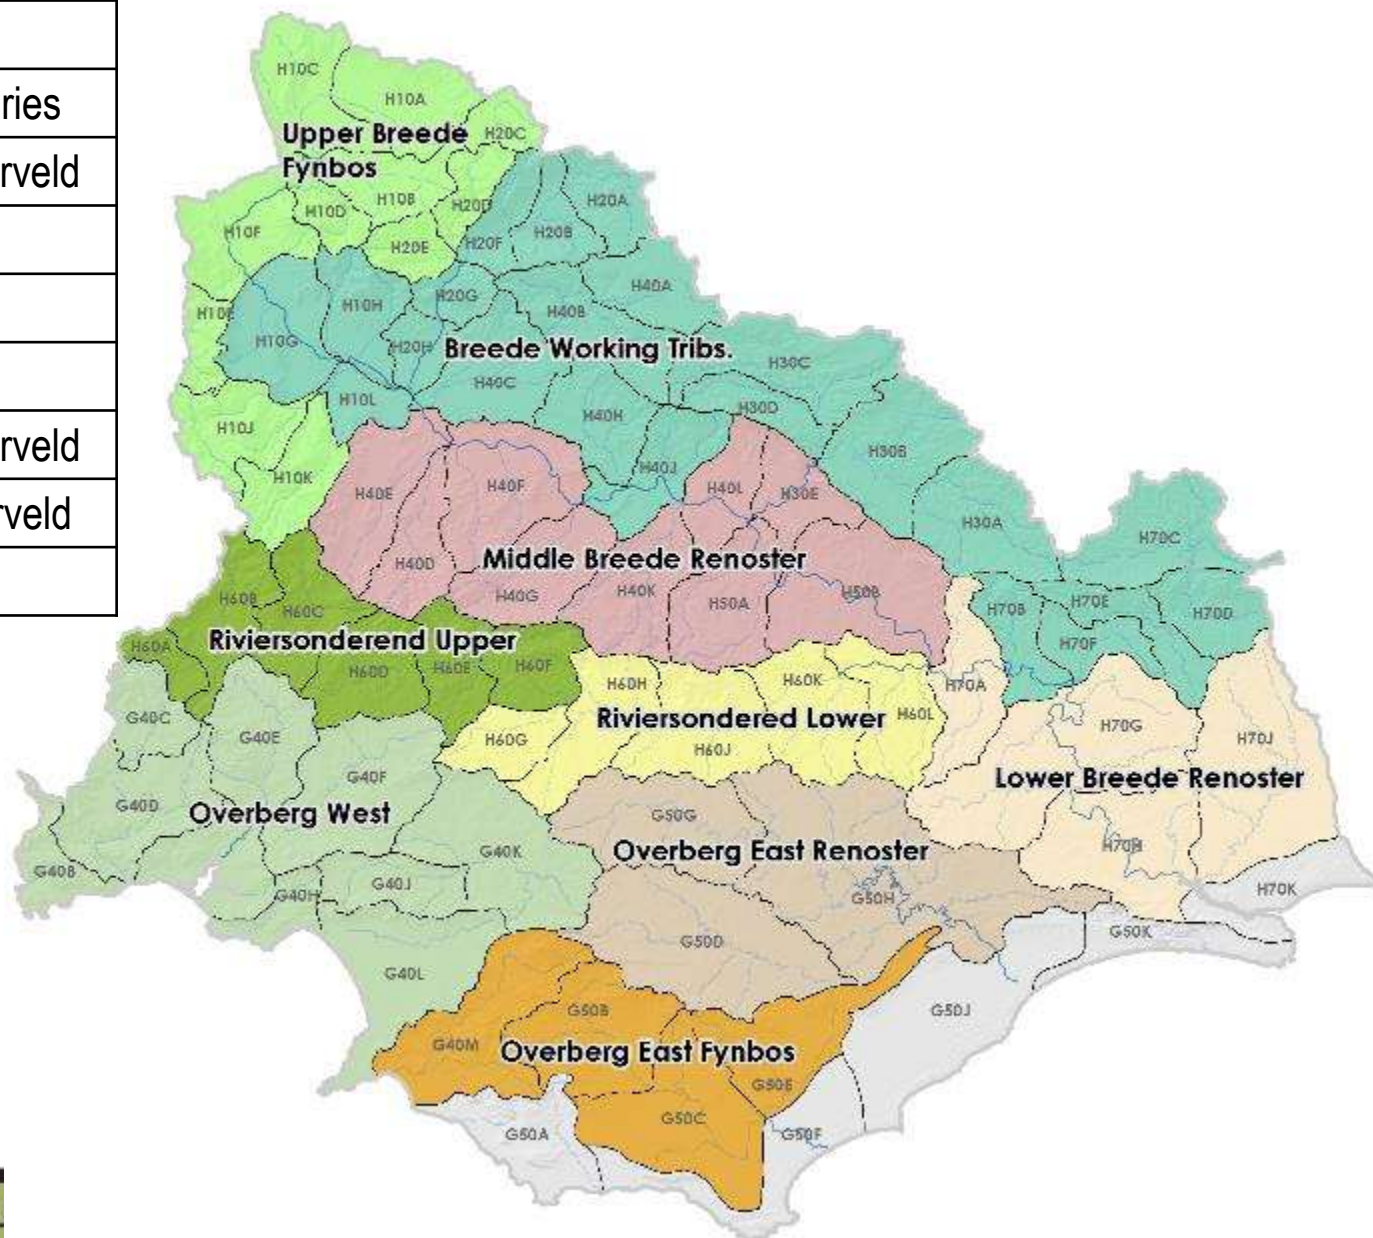 ries
rveld
rveld
rveld
H10C
H10A
H20C
Upper Breede
Fynbos
H10B
H20D
H20A
H10D
H10F
H20E
H20F
H20B
H10E
H10H
H20G
H40B
H40A
H10G
H20H
Breede Working Tribs.
H30C
H40C
H10L
H40H
H30D
H10J
H30B
H40J
H10K
H40E
H40F
H40L
H30E
H30A
H70C
H40D
Middle Breede Renoster
H40G
H40K
H50A
H50B
H60B
H60C
H70B
H70E
H70D
H60A
Riviersonderend Upper
H70F
H60D
H60E
H60F
H60H
H60K
H70A
G40C
G40E
H60G
Riviersondered Lower
H60L
H60J
H70G
H70J
G40F
Lower Breede Renoster
G40D
Overberg West
G50G
G40K
Overberg East Renoster
H70H
G40B
G40H
G40J
G50H
H70K
G50D
G50K
G40L
G50B
G50J
G40M
Overberg East Fynbos
G50E
G50A
G50C
G50F